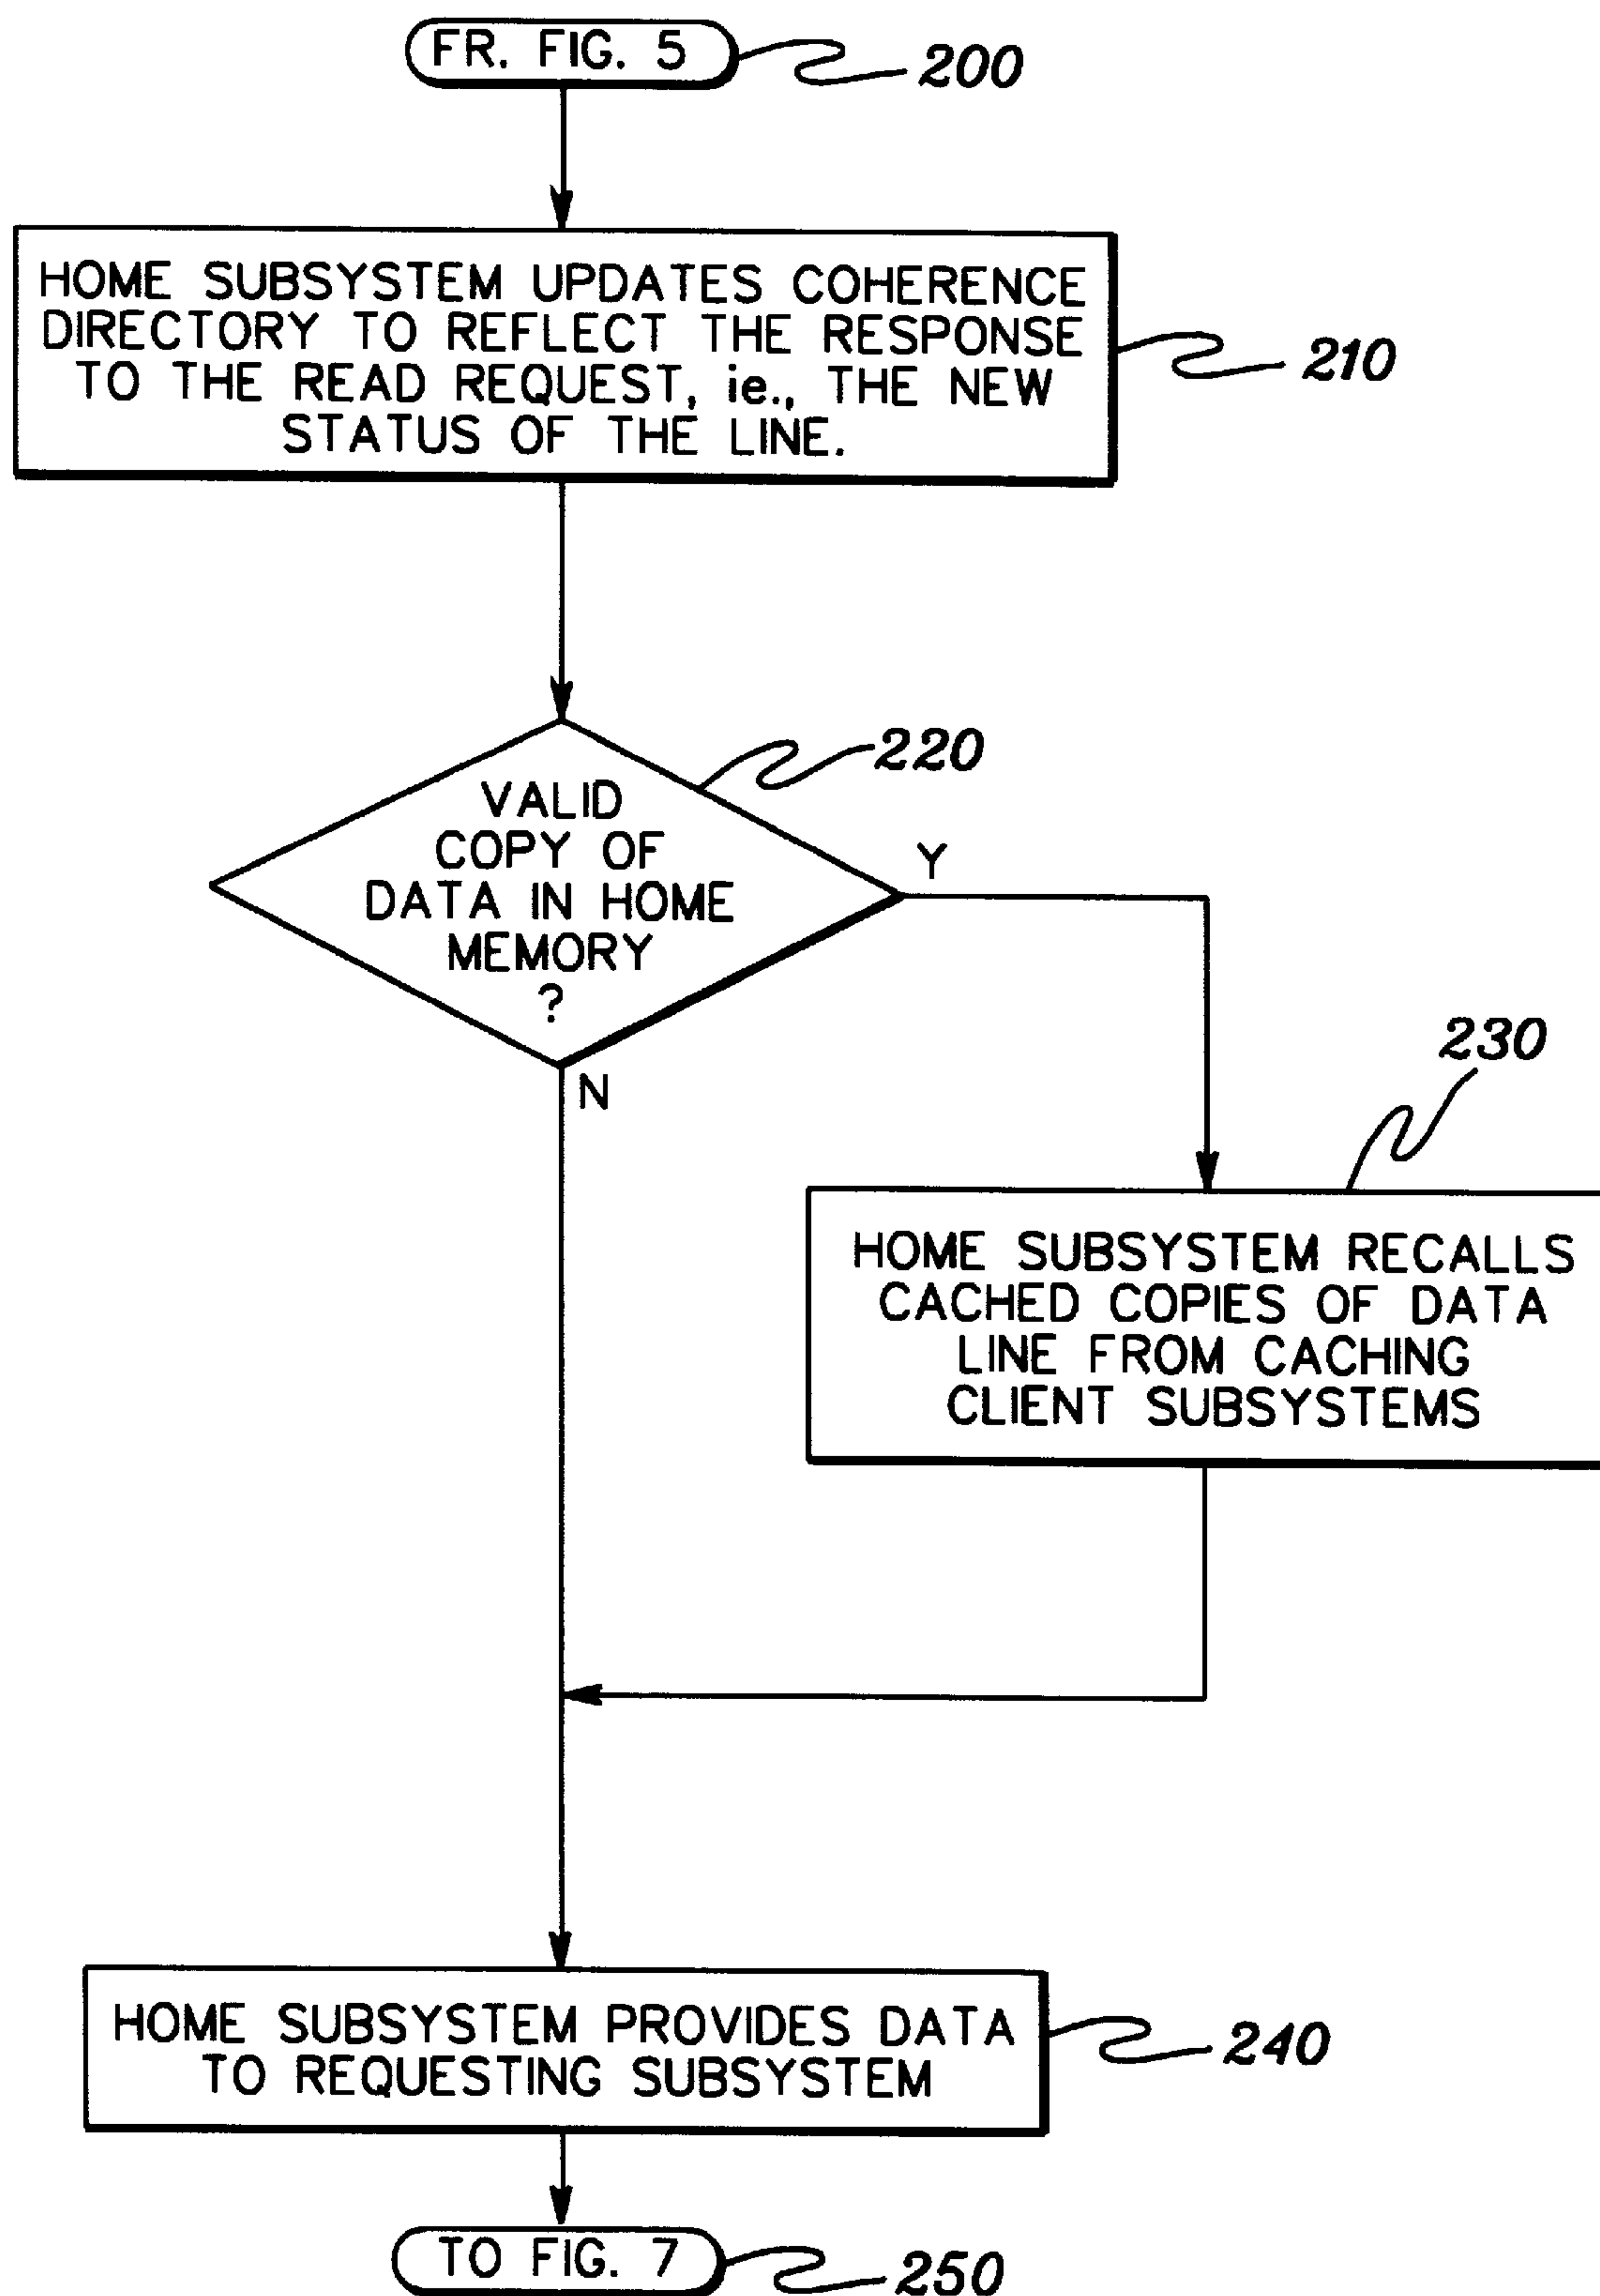 FR. FIG. 5
200
HOME SUBSYSTEM UPDATES COHERENCE
DIRECTORY TO REFLECT THE RESPONSE
TO THE READ REQUEST, ie., THE NEW
STATUS OF THE LINE.
210
220
VALID
COPY OF
DATA IN HOME
MEMORY
?
Y
N
230
HOME SUBSYSTEM RECALLS
CACHED COPIES OF DATA
LINE FROM CACHING
CLIENT SUBSYSTEMS
HOME SUBSYSTEM PROVIDES DATA
TO REQUESTING SUBSYSTEM
240
TO FIG. 7
250